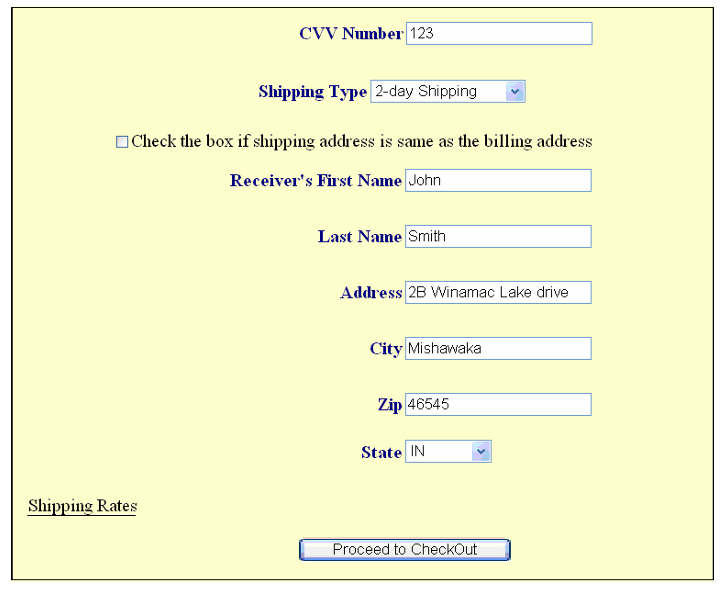 CVV Number 123
Shipping Type 2-day Shipping
Check the box if shipping address is same as the billing address
Receiver's First Name John
Last Name Smith
Address 2B Winamac Lake drive
City Mishawaka
Zip 46545
State IN
Shipping Rates
Proceed to CheckOut